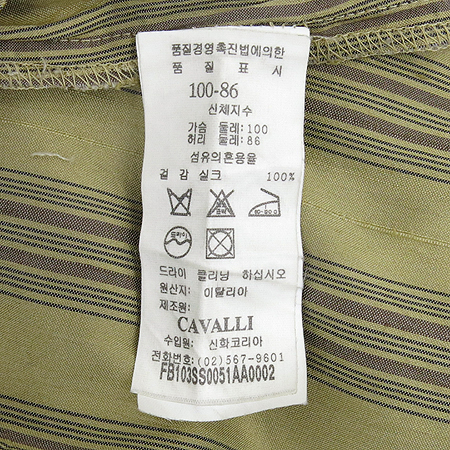 품질경영촉진법에의한
품 질 표 시
100-86
신체지수
가슴 둘레:100
허리 둘레:86
섬유의혼용율
겉 감 실크 100%
드라이
드라이 클리닝 하십시오
원산지: 이탈리아
제조원:
CAVALLI
수입원: 신화코리아
전화번호: (02)567-9601
FB103SS0051AA0002